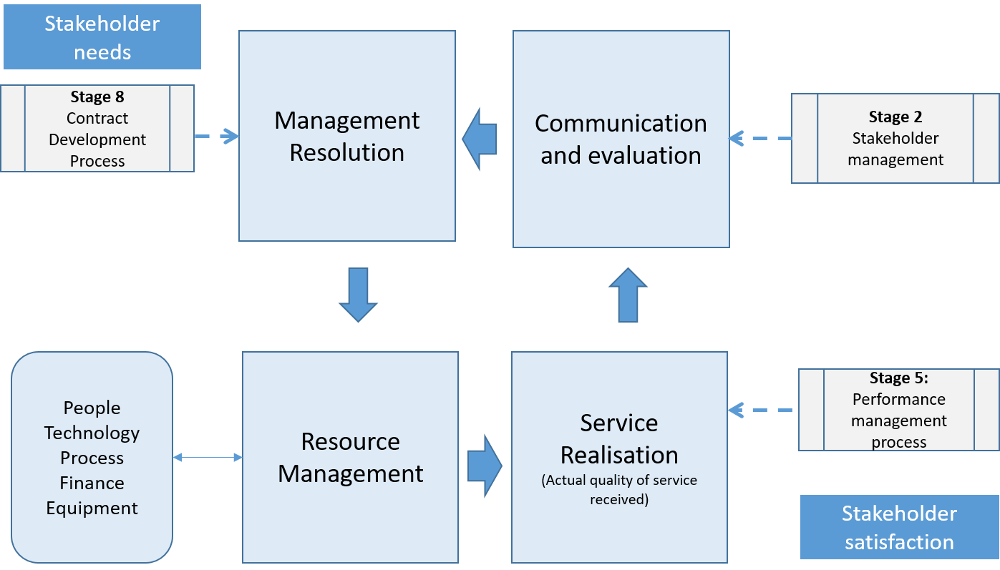 Stakeholder
needs
Stage 8
Contract
Development
Process
Management
Resolution
Communication
and evaluation
Stage 2
Stakeholder
management
People
Technology
Process
Finance
Equipment
Resource
Management
Service
Realisation
(Actual quality of service
received)
Stage 5:
Performance
management
process
Stakeholder
satisfaction